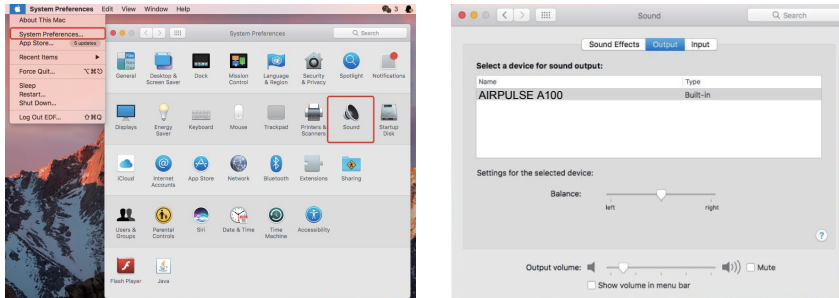 System Preferences Edit View Window Help 3
About This Mac
System Preferences...
App Store... 5 updates
Recent Items
Force Quit... ⌥⌘⎋
Sleep
Restart...
Shut Down...
Log Out EDF... ⇧⌘Q
System Preferences
Search
General
Desktop &
Screen Saver
Dock
Mission
Control
Language
& Region
Security
& Privacy
Spotlight
Notifications
Displays
Energy
Saver
Keyboard
Mouse
Trackpad
Printers &
Scanners
Sound
Startup
Disk
iCloud
Internet
Accounts
App Store
Network
Bluetooth
Extensions
Sharing
Users &
Groups
Parental
Controls
Siri
Date & Time
Time
Machine
Accessibility
Flash Player
Java
Sound
Search
Sound Effects Output Input
Select a device for sound output:
Name Type
AIRPULSE A100 Built-in
Settings for the selected device:
Balance:
left right
?
Output volume: Mute
Show volume in menu bar